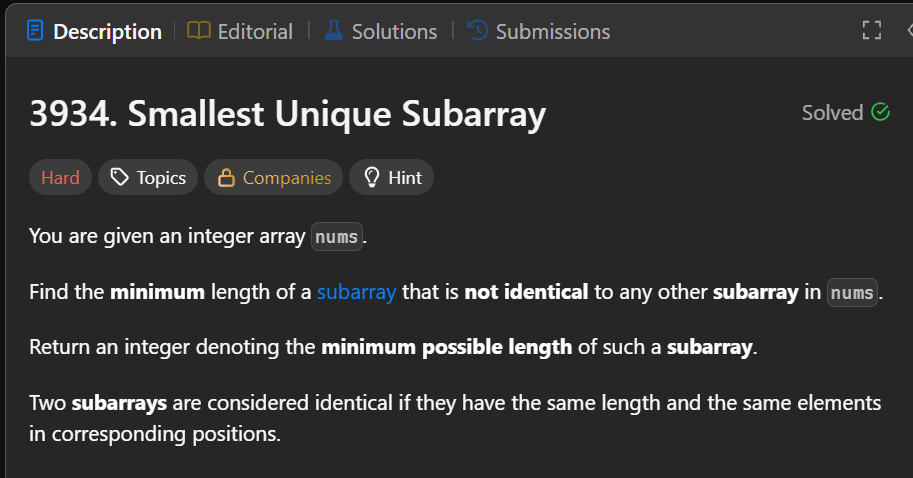 Description Editorial Solutions Submissions
3934. Smallest Unique Subarray Solved
Hard Topics Companies Hint
You are given an integer array nums.
Find the minimum length of a subarray that is not identical to any other subarray in nums.
Return an integer denoting the minimum possible length of such a subarray.
Two subarrays are considered identical if they have the same length and the same elements
in corresponding positions.